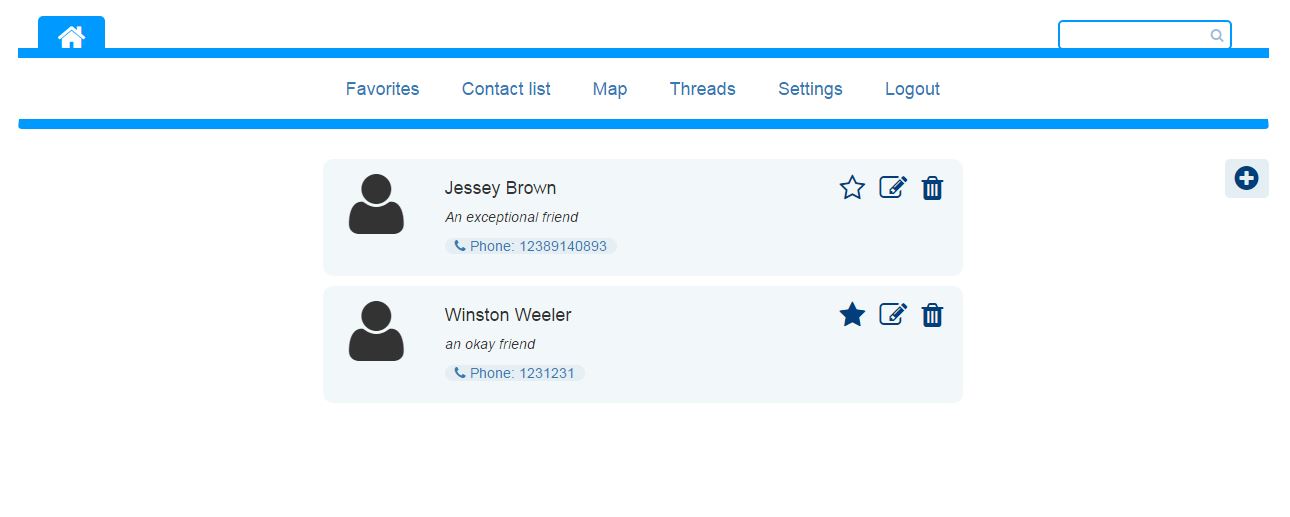 Favorites Contact list Map Threads Settings Logout
Jessey Brown
An exceptional friend
Phone: 12389140893
Winston Weeler
an okay friend
Phone: 1231231